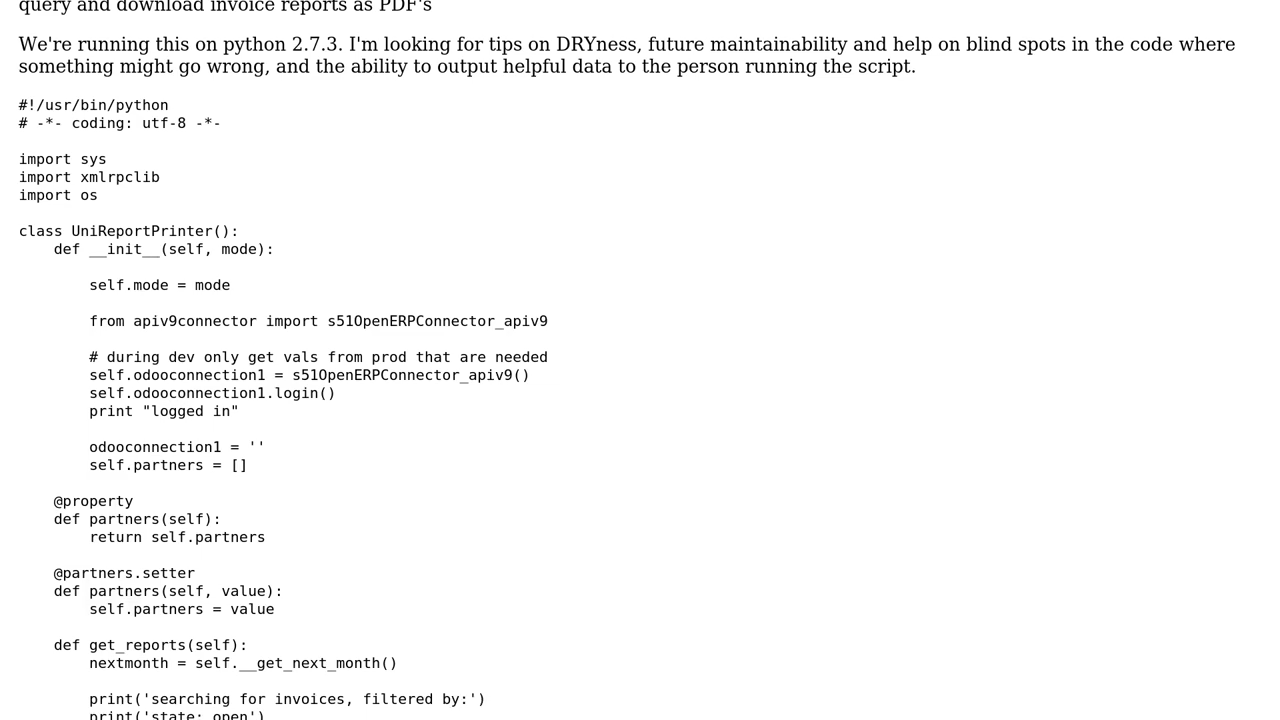 query and download invoice reports as PDF's
We're running this on python 2.7.3. I'm looking for tips on DRYness, future maintainability and help on blind spots in the code where
something might go wrong, and the ability to output helpful data to the person running the script.
#!/usr/bin/python
# -*- coding: utf-8 -*-
import sys
import xmlrpclib
import os
class UniReportPrinter():
    def __init__(self, mode):
        self.mode = mode
        from apiv9connector import s51OpenERPConnector_apiv9
        # during dev only get vals from prod that are needed
        self.odooconnection1 = s51OpenERPConnector_apiv9()
        self.odooconnection1.login()
        print "logged in"
        odooconnection1 = ''
        self.partners = []
    @property
    def partners(self):
        return self.partners
    @partners.setter
    def partners(self, value):
        self.partners = value
    def get_reports(self):
        nextmonth = self.__get_next_month()
        print('searching for invoices, filtered by:')
        print('state: open')